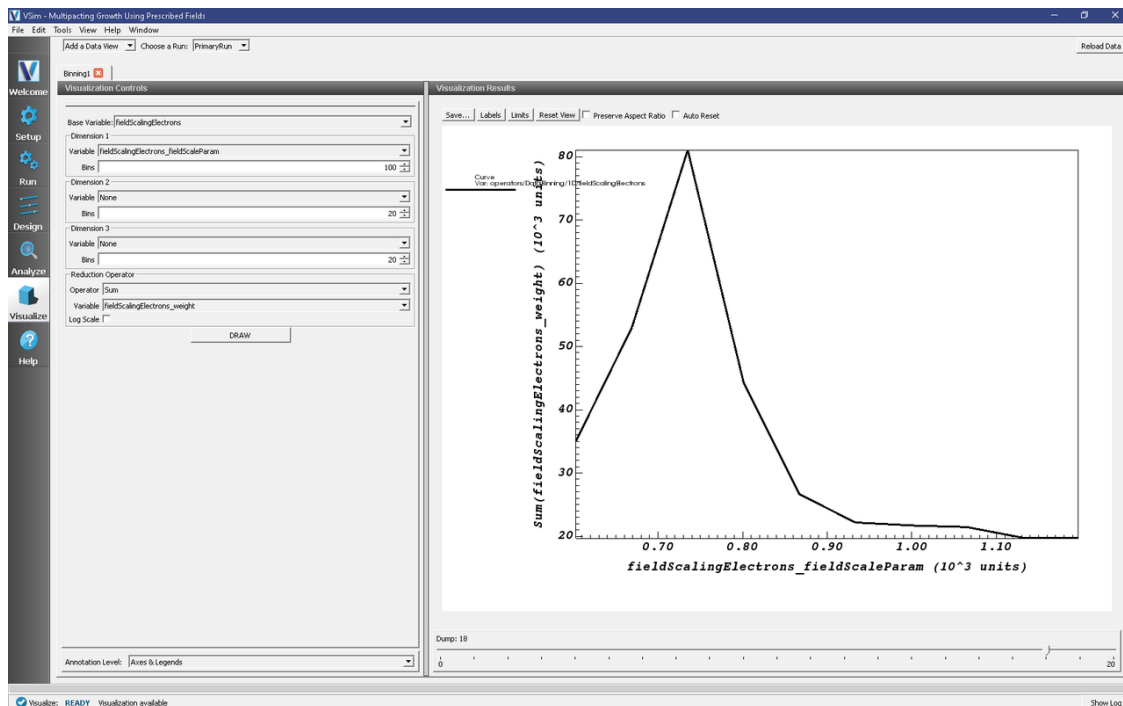 VSim - Multipacting Growth Using Prescribed Fields
File Edit Tools View Help Window
Add a Data View Choose a Run: PrimaryRun Reload Data
Binning1
Welcome
Setup
Run
Design
Analyze
Visualize
Help
Visualization Controls
Base Variable: fieldScalingElectrons
Dimension 1
Variable fieldScalingElectrons_fieldScaleParam
Bins 100
Dimension 2
Variable None
Bins 20
Dimension 3
Variable None
Bins 20
Reduction Operator
Operator Sum
Variable fieldScalingElectrons_weight
Log Scale
DRAW
Annotation Level: Axes & Legends
Visualization Results
Save... Labels Limits Reset View Preserve Aspect Ratio Auto Reset
Curve
Var: operators/DataBinning/1D/fieldScalingElectrons
Sum(fieldScalingElectrons_weight) (10^3 units)
80
70
60
50
40
30
20
0.70 0.80 0.90 1.00 1.10
fieldScalingElectrons_fieldScaleParam (10^3 units)
Dump: 18
0 20
Visualize: READY Visualization available Show Log